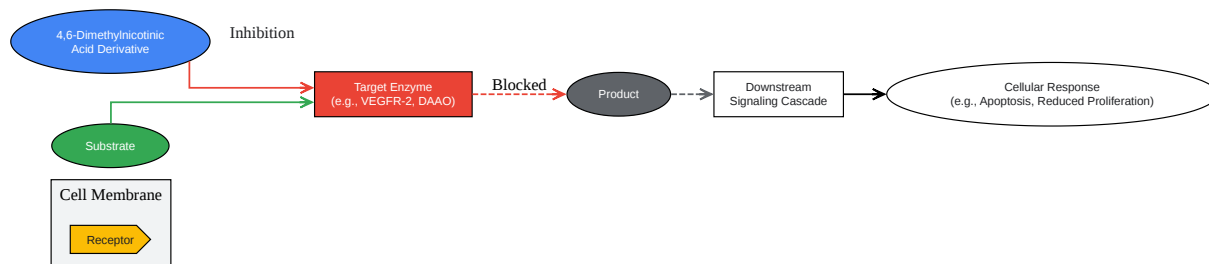 4,6-Dimethylnicotinic
Acid Derivative
Inhibition
Target Enzyme
(e.g., VEGFR-2, DAAO)
Blocked
Product
Downstream
Signaling Cascade
Cellular Response
(e.g., Apoptosis, Reduced Proliferation)
Substrate
Cell Membrane
Receptor